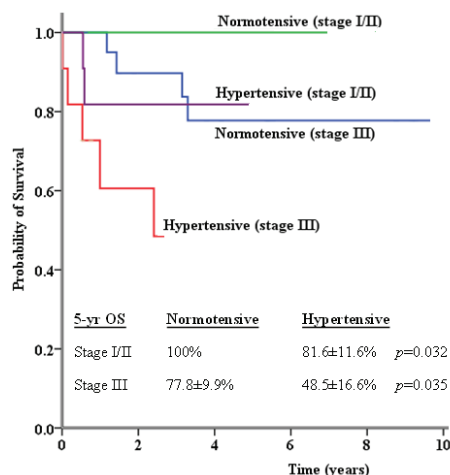 Normotensive (stage I/II)
Hypertensive (stage I/II)
Normotensive (stage III)
Hypertensive (stage III)
Probability of Survival
1.0
0.8
0.6
0.4
0.2
0.0
5-yr OS Normotensive Hypertensive
Stage I/II 100% 81.6±11.6% p=0.032
Stage III 77.8±9.9% 48.5±16.6% p=0.035
0 2 4 6 8 10
Time (years)